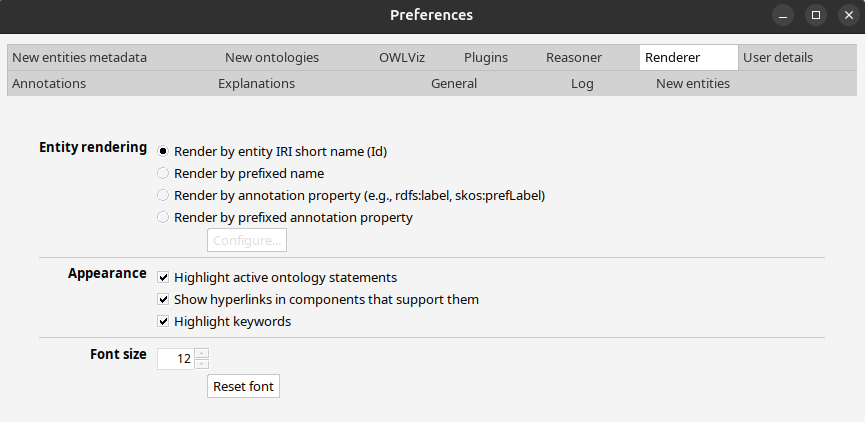 Preferences
New entities metadata New ontologies OWLViz Plugins Reasoner Renderer User details
Annotations Explanations General Log New entities
Entity rendering Render by entity IRI short name (Id)
Render by prefixed name
Render by annotation property (e.g., rdfs:label, skos:prefLabel)
Render by prefixed annotation property
Configure...
Appearance Highlight active ontology statements
Show hyperlinks in components that support them
Highlight keywords
Font size 12
Reset font